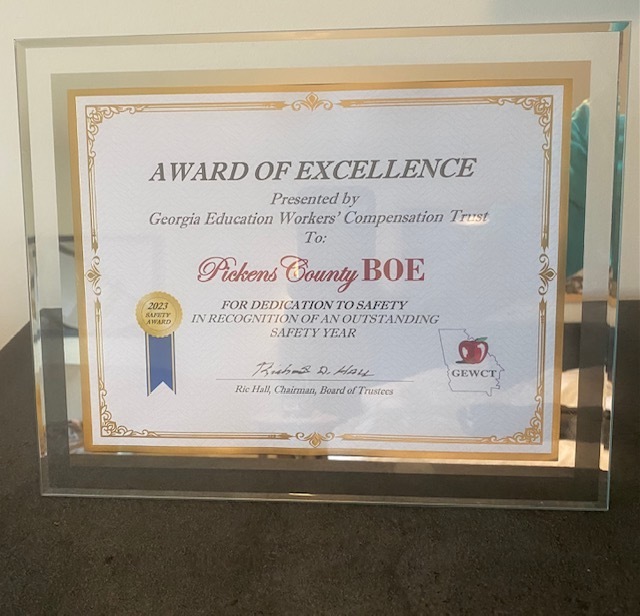 AWARD OF EXCELLENCE
Presented by
Georgia Education Workers' Compensation Trust
To:
Pickens County BOE
FOR DEDICATION TO SAFETY
IN RECOGNITION OF AN OUTSTANDING
SAFETY YEAR
2023
SAFETY
AWARD
Richard D. Hall
Ric Hall, Chairman, Board of Trustees
GEWCT